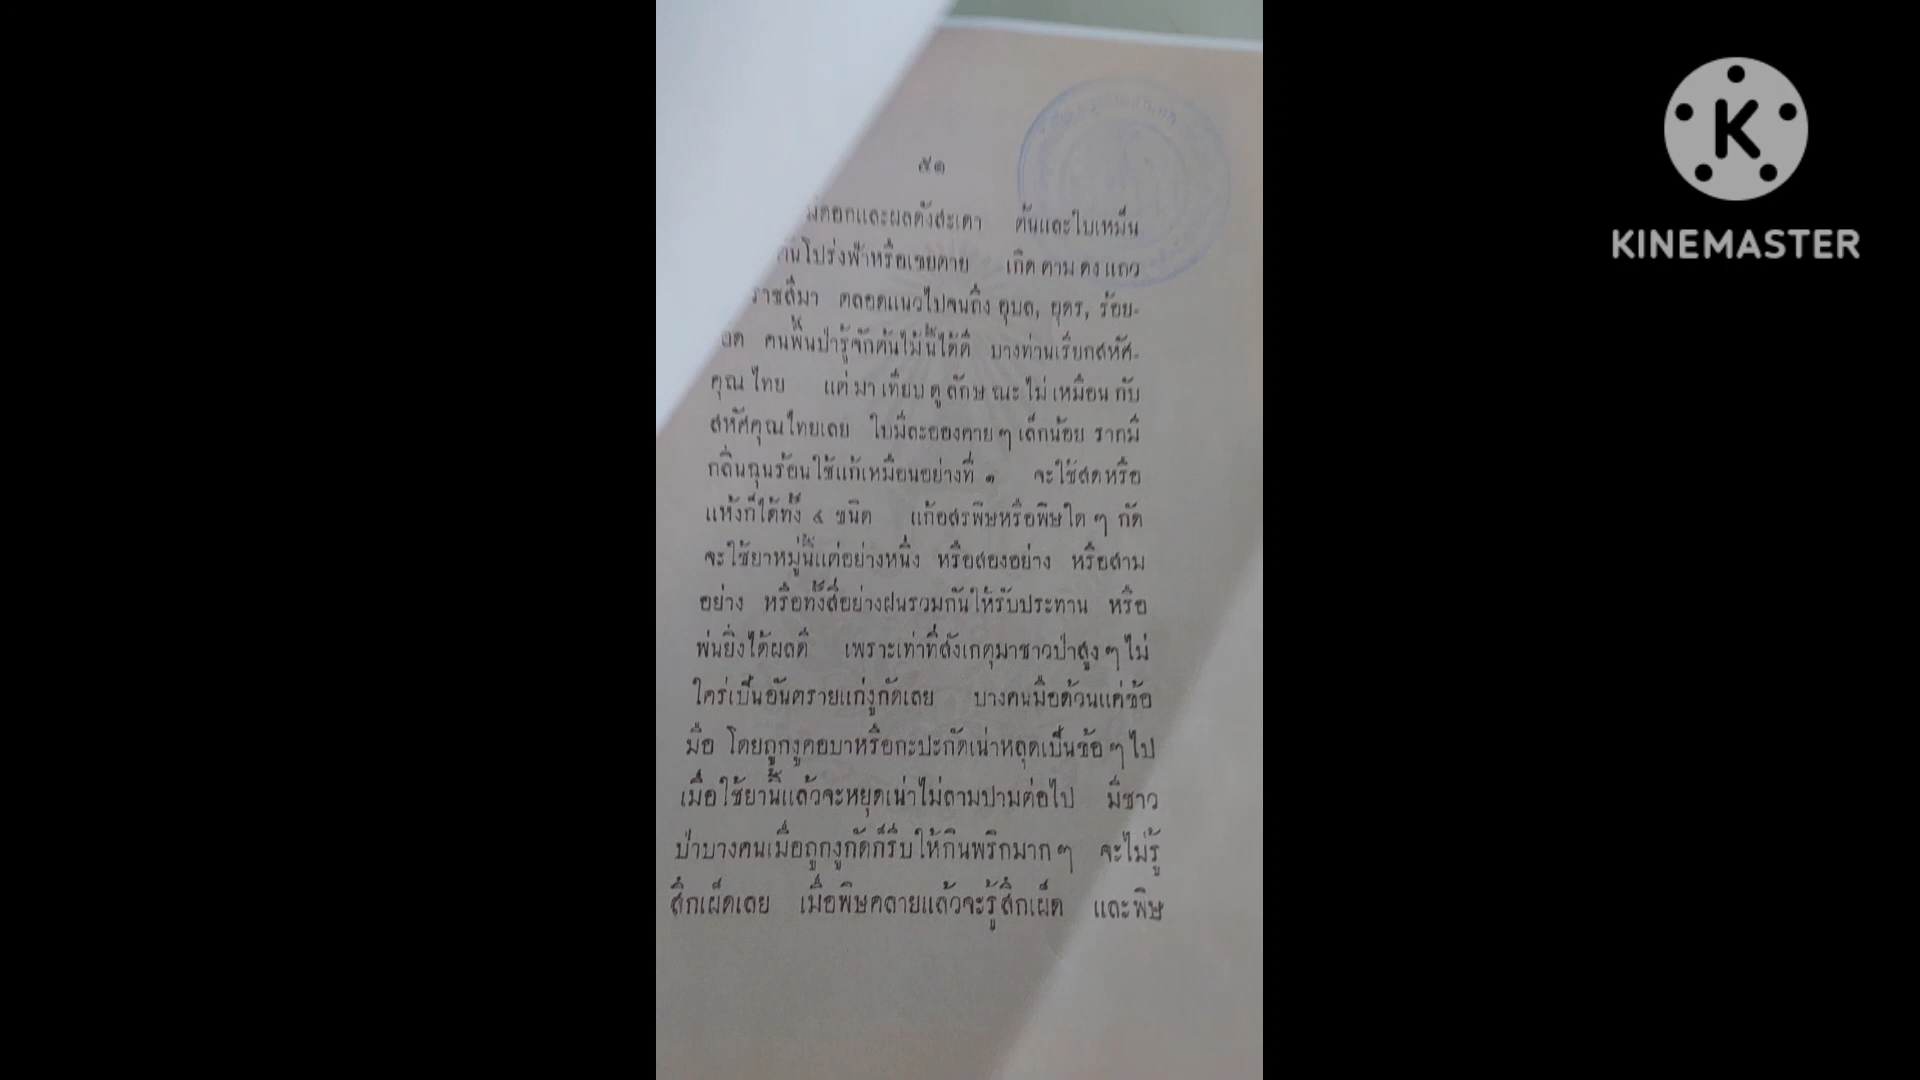 ๕๑
มีดอกและผลดังสะเดา ต้นและใบเหม็น
ต้นโปร่งฟ้าหรือเขยตาย เกิดตามดงแถว
ราชสีมา ตลอดแนวไปจนถึงอุบล, อุดร, ร้อย-
คนพื้นป่ารู้จักต้นไม้นี้ได้ดี บางท่านเรียกสหัศ-
คุณไทย แต่มาเทียบดูลักษณะไม่เหมือนกับ
สหัศคุณไทยเลย ใบมีละอองคายๆ เล็กน้อย รากมี
กลิ่นฉุนร้อนใช้แก้เหมือนอย่างที่ ๑ จะใช้สดหรือ
แห้งก็ได้ทั้ง ๔ ชนิด แก้อสรพิษหรือพิษใดๆ กัด
จะใช้ยาหมู่นี้แต่อย่างหนึ่ง หรือสองอย่าง หรือสาม
อย่าง หรือทั้งสี่อย่างฝนรวมกันให้รับประทาน หรือ
พ่นยิ่งได้ผลดี เพราะเท่าที่สังเกตุมาชาวป่าสูงๆ ไม่
ใคร่เป็นอันตรายแก่งูกัดเลย บางคนมือด้วนแค่ข้อ
มือ โดยถูกงูคอบาหรือกะปะกัดเน่าหลุดเป็นข้อๆ ไป
เมื่อใช้ยานี้แล้วจะหยุดเน่าไม่ลามปามต่อไป มีชาว
ป่าบางคนเมื่อถูกงูกัดก็รีบให้กินพริกมากๆ จะไม่รู้
สึกเผ็ดเลย เมื่อพิษคลายแล้วจะรู้สึกเผ็ด และพิษ
K
KINEMASTER